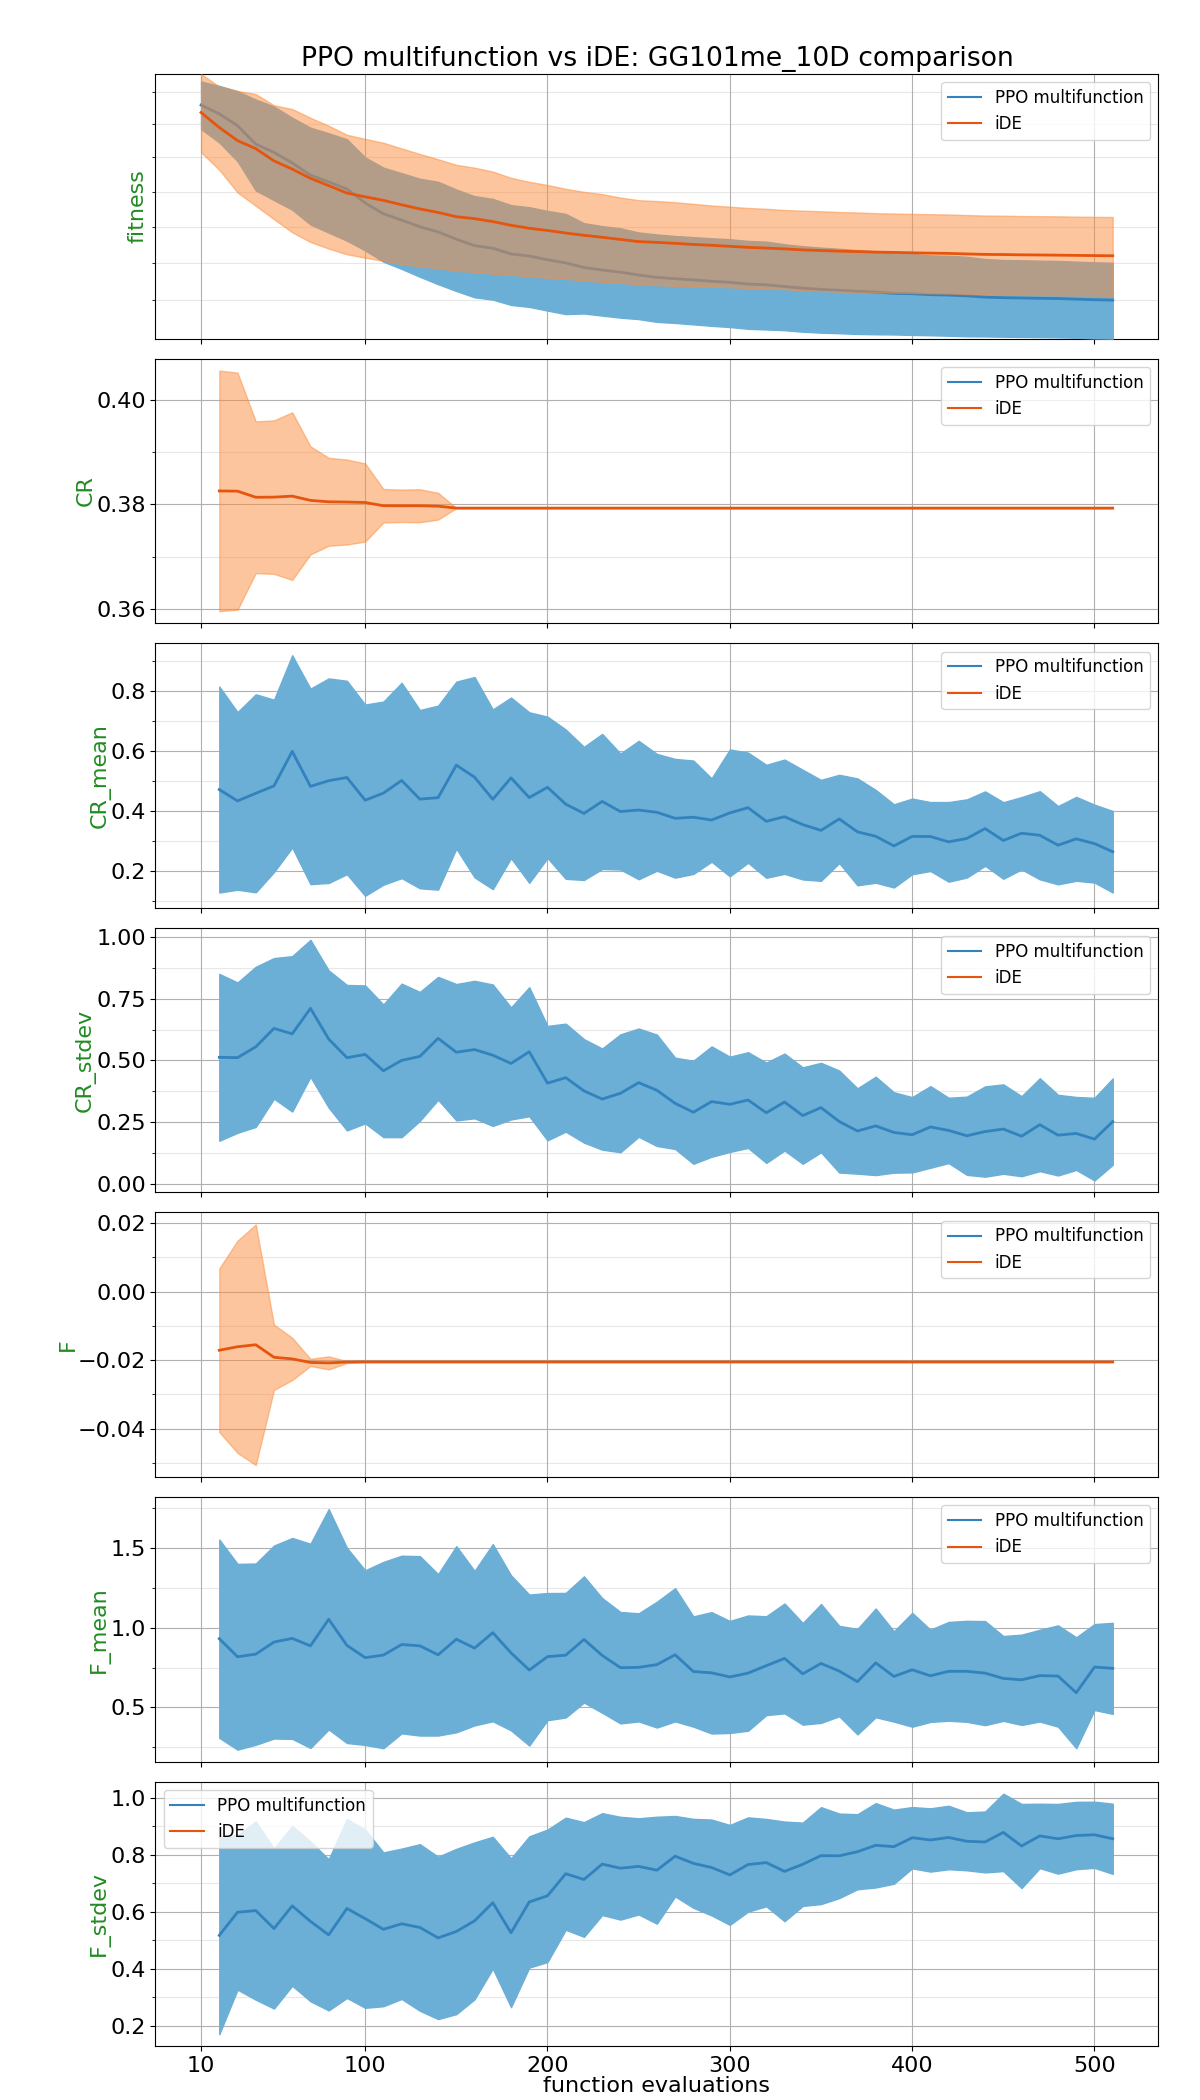 PPO multifunction vs iDE: GG101me_10D comparison
fitness
PPO multifunction
iDE
CR
0.40
0.38
0.36
PPO multifunction
iDE
CR_mean
0.8
0.6
0.4
0.2
PPO multifunction
iDE
CR_stdev
1.00
0.75
0.50
0.25
0.00
PPO multifunction
iDE
F
0.02
0.00
−0.02
−0.04
PPO multifunction
iDE
F_mean
1.5
1.0
0.5
PPO multifunction
iDE
F_stdev
1.0
0.8
0.6
0.4
0.2
PPO multifunction
iDE
10 100 200 300 400 500
function evaluations